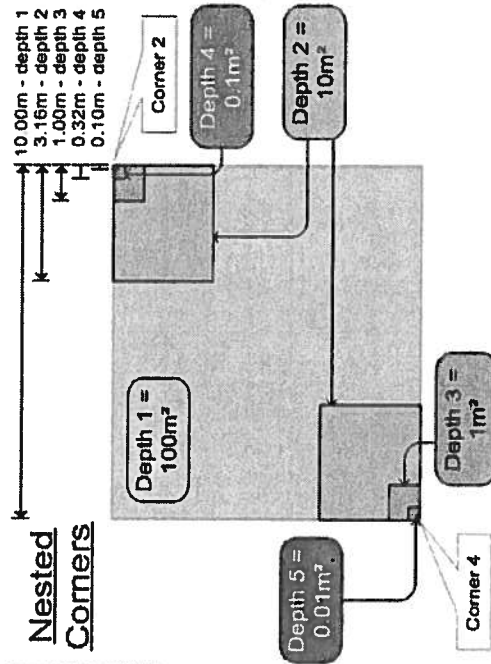 Nested
Corners
10.00m - depth 1
3.16m - depth 2
1.00m - depth 3
0.32m - depth 4
0.10m - depth 5
Corner 2
Depth 1 =
100m²
Depth 4 =
0.1m²
Depth 2 =
10m²
Depth 5 =
0.01m².
Depth 3 =
1m²
Corner 4